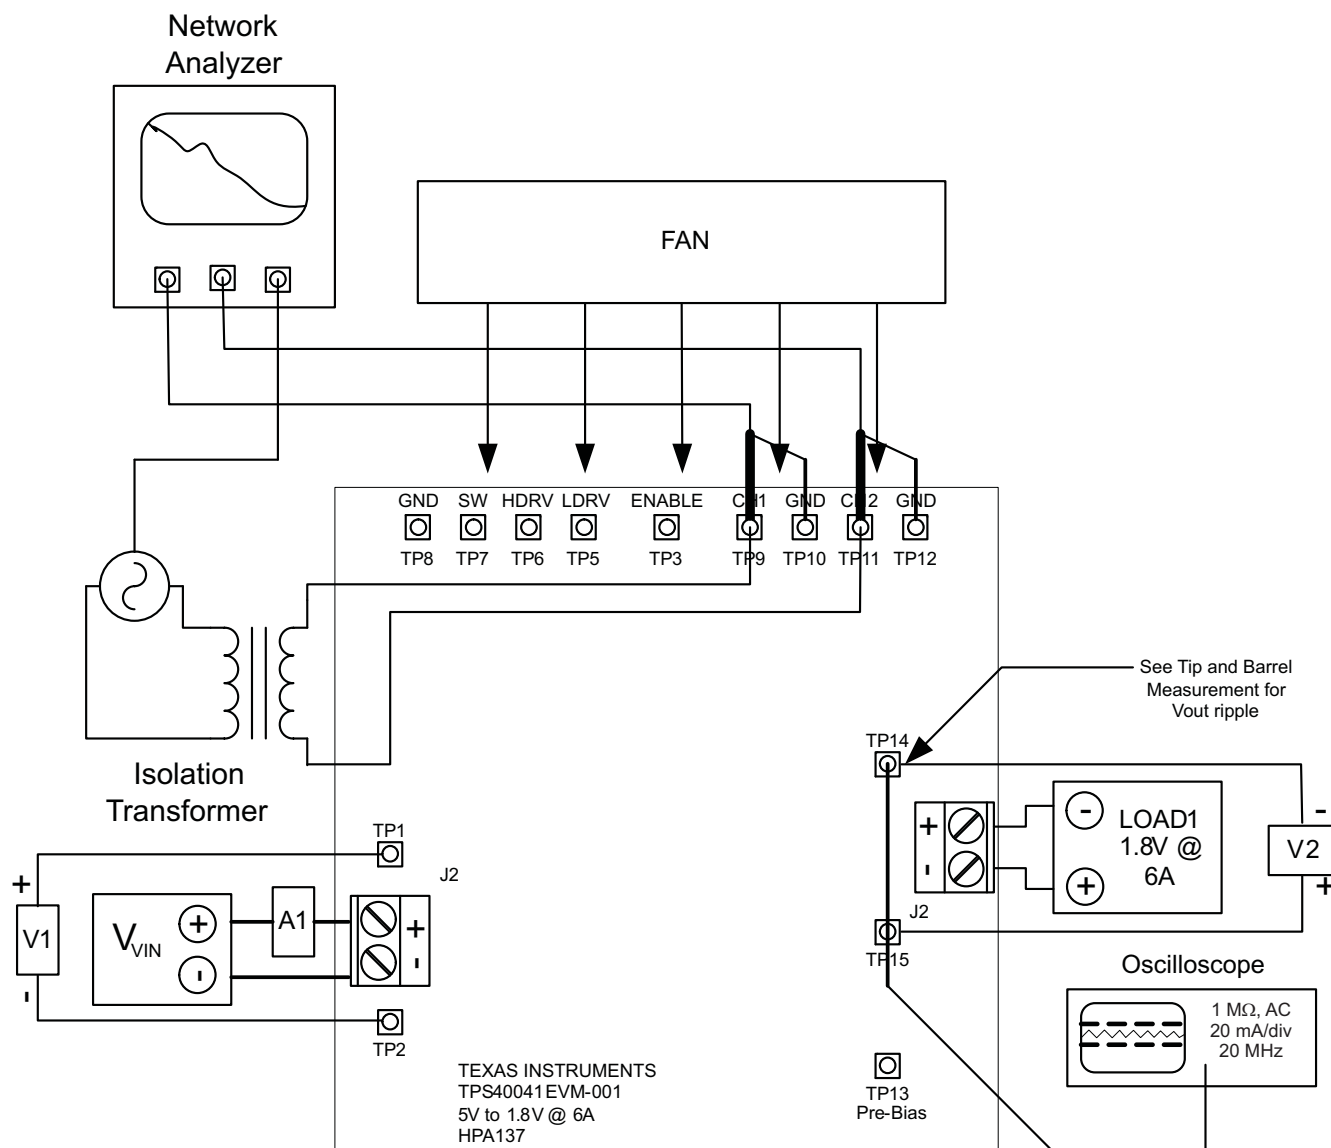 Network
Analyzer
FAN
GND SW HDRV LDRV ENABLE CH1 GND CH2 GND
TP8 TP7 TP6 TP5 TP3 TP9 TP10 TP11 TP12
See Tip and Barrel
Measurement for
Vout ripple
Isolation
Transformer
TP14
TP1
J2
+
-
V1
VVIN
+
-
A1
+
-
TP2
+
-
J2
-
+
LOAD1
1.8V @
6A
-
V2
+
TP15
Oscilloscope
1 MΩ, AC
20 mA/div
20 MHz
TP13
Pre-Bias
TEXAS INSTRUMENTS
TPS40041EVM-001
5V to 1.8V @ 6A
HPA137